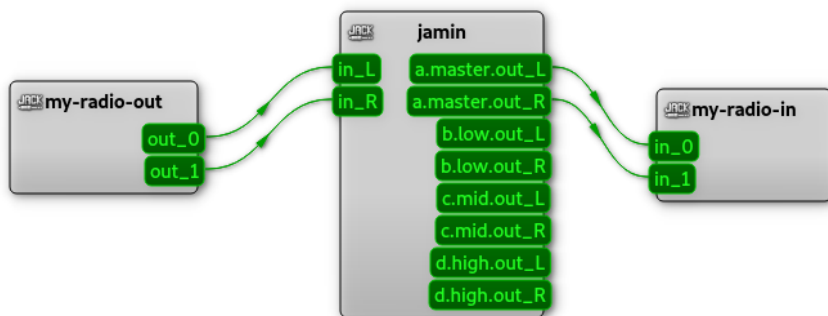 JACK my-radio-out
out_0
out_1
JACK jamin
in_L
in_R
a.master.out_L
a.master.out_R
b.low.out_L
b.low.out_R
c.mid.out_L
c.mid.out_R
d.high.out_L
d.high.out_R
JACK my-radio-in
in_0
in_1